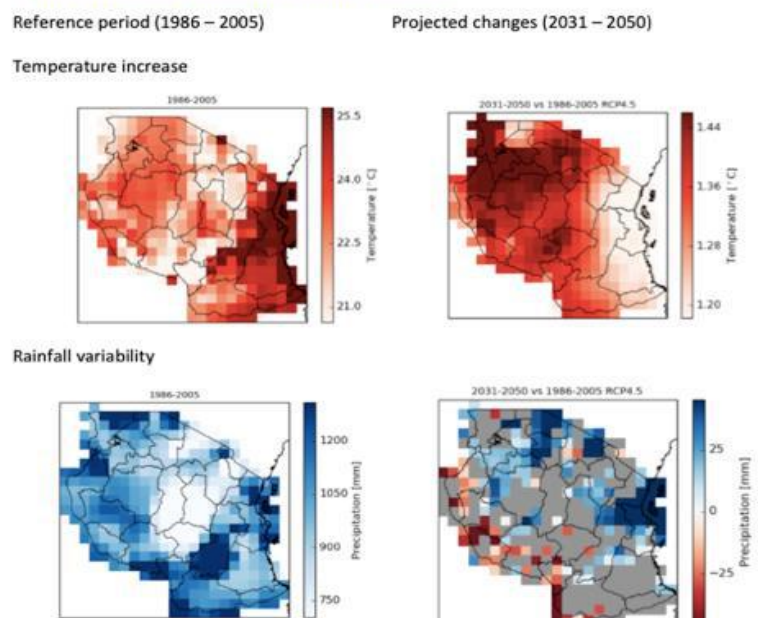 Reference period (1986 – 2005)
Projected changes (2031 – 2050)
Temperature increase
1986-2005
25.5
24.0
22.5
21.0
Temperature [°C]
2031-2050 vs 1986-2005 RCP4.5
1.44
1.36
1.28
1.20
Temperature [°C]
Rainfall variability
1986-2005
1200
1050
900
750
Precipitation [mm]
2031-2050 vs 1986-2005 RCP4.5
25
0
−25
Precipitation [mm]